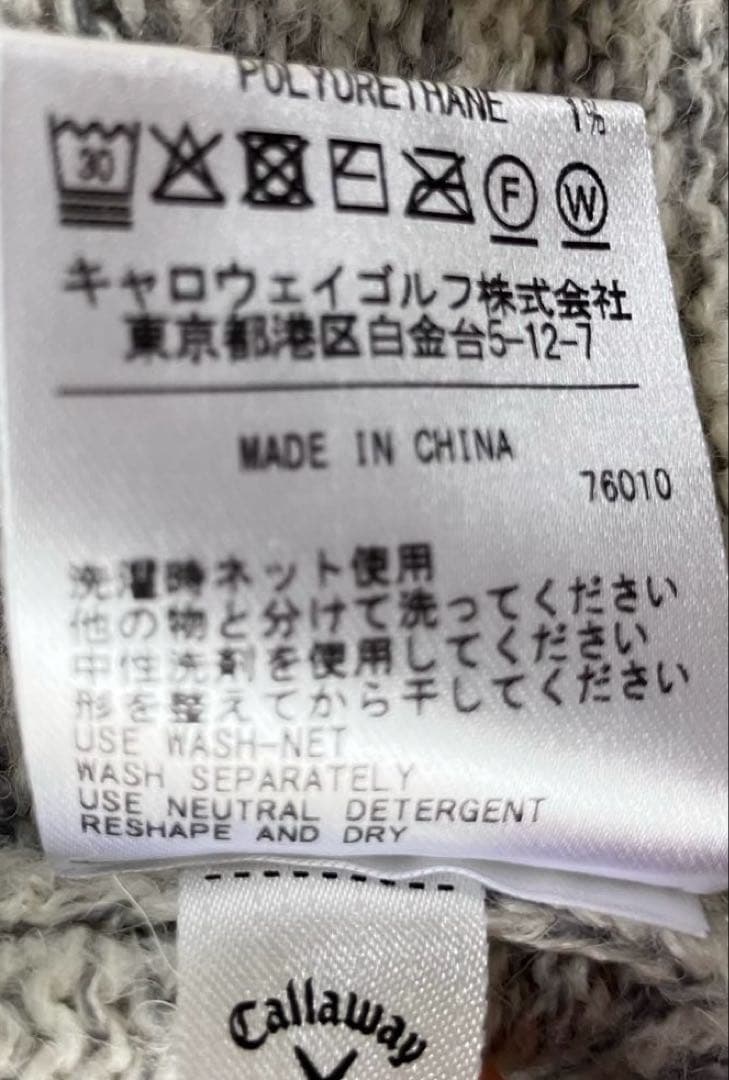 POLYURETHANE 1%
30
F W
キャロウェイゴルフ株式会社
東京都港区白金台5-12-7
MADE IN CHINA
76010
洗濯時ネット使用
他の物と分けて洗ってください
中性洗剤を使用してください
形を整えてから干してください
USE WASH-NET
WASH SEPARATELY
USE NEUTRAL DETERGENT
RESHAPE AND DRY
Callaway